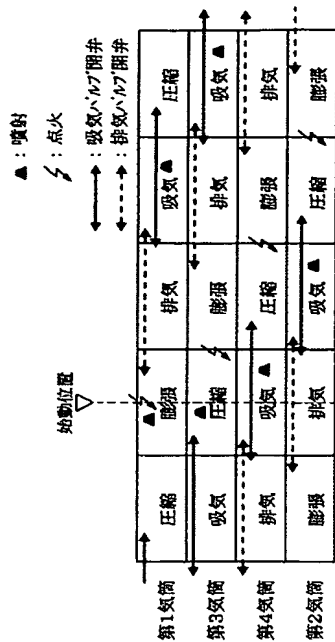 ▲：噴射
：点火
：吸気バルブ開弁
：排気バルブ開弁
始動位置
第1気筒 圧縮 膨張 排気 吸気 圧縮
第3気筒 吸気 圧縮 膨張 排気 吸気
第4気筒 排気 吸気 圧縮 膨張 排気
第2気筒 膨張 排気 吸気 圧縮 膨張